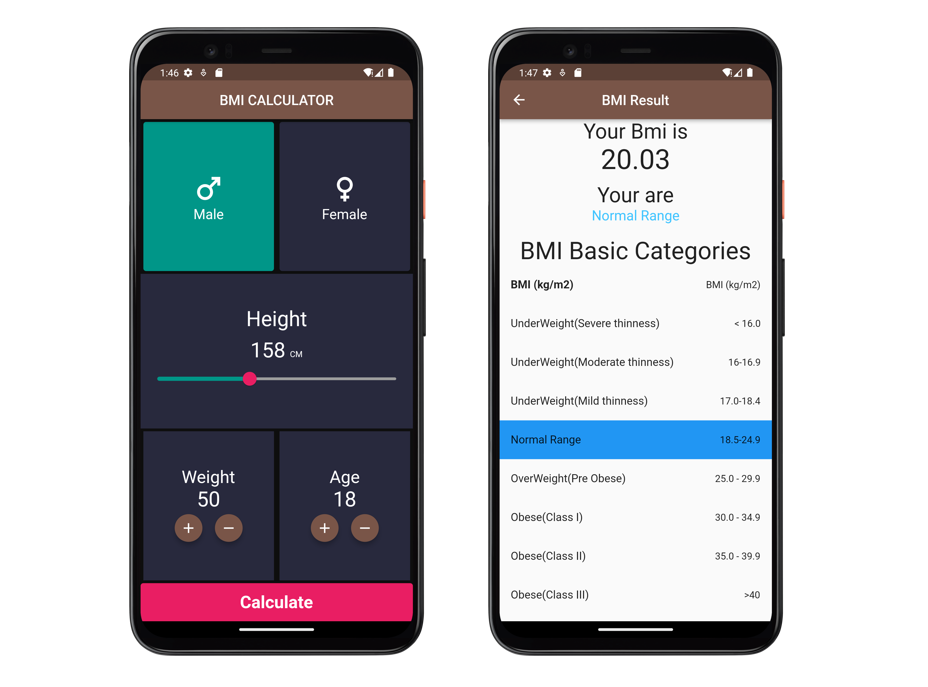 1:46
BMI CALCULATOR
Male
Female
Height
158 CM
Weight
50
+ −
Age
18
+ −
Calculate
1:47
BMI Result
Your Bmi is
20.03
Your are
Normal Range
BMI Basic Categories
BMI (kg/m2) BMI (kg/m2)
UnderWeight(Severe thinness) < 16.0
UnderWeight(Moderate thinness) 16-16.9
UnderWeight(Mild thinness) 17.0-18.4
Normal Range 18.5-24.9
OverWeight(Pre Obese) 25.0 - 29.9
Obese(Class I) 30.0 - 34.9
Obese(Class II) 35.0 - 39.9
Obese(Class III) >40